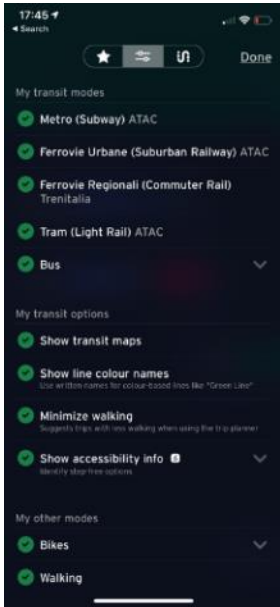 17:45
Search
Done
My transit modes
Metro (Subway) ATAC
Ferrovie Urbane (Suburban Railway) ATAC
Ferrovie Regionali (Commuter Rail)
Trenitalia
Tram (Light Rail) ATAC
Bus
My transit options
Show transit maps
Show line colour names
Use written names for colour-based lines like "Green Line"
Minimize walking
Suggests trips with less walking when using the trip planner
Show accessibility info
Identify step-free options
My other modes
Bikes
Walking